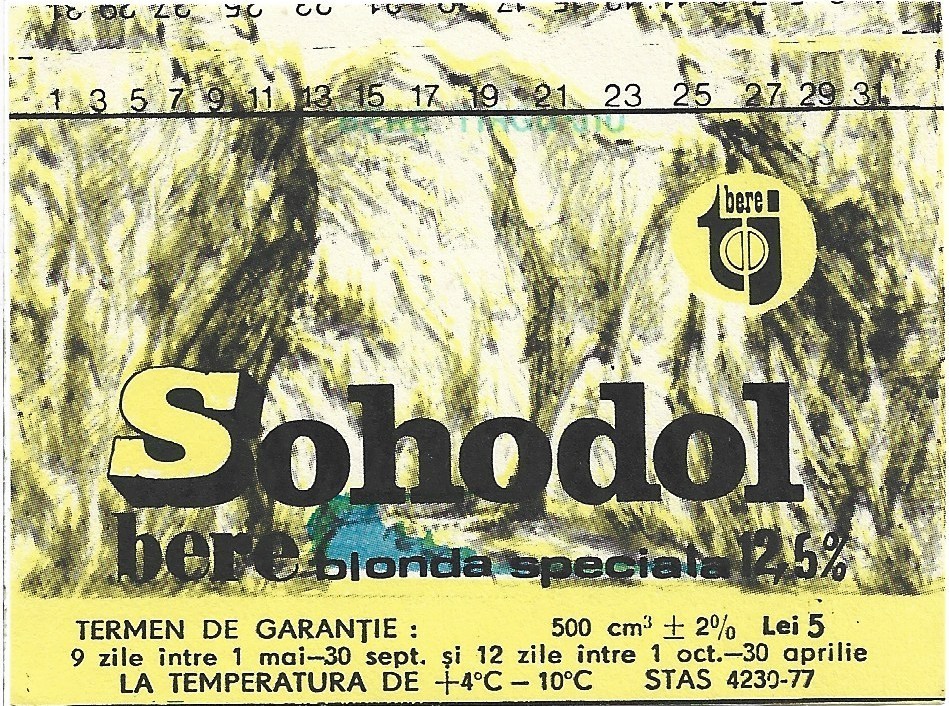 1 3 5 7 9 11 13 15 17 19 21 23 25 27 29 31
bere
tj
Sohodol
bere blonda speciala 12,5%
TERMEN DE GARANȚIE : 500 cm³ ± 2% Lei 5
9 zile între 1 mai–30 sept. și 12 zile între 1 oct.–30 aprilie
LA TEMPERATURA DE +4°C – 10°C STAS 4230-77